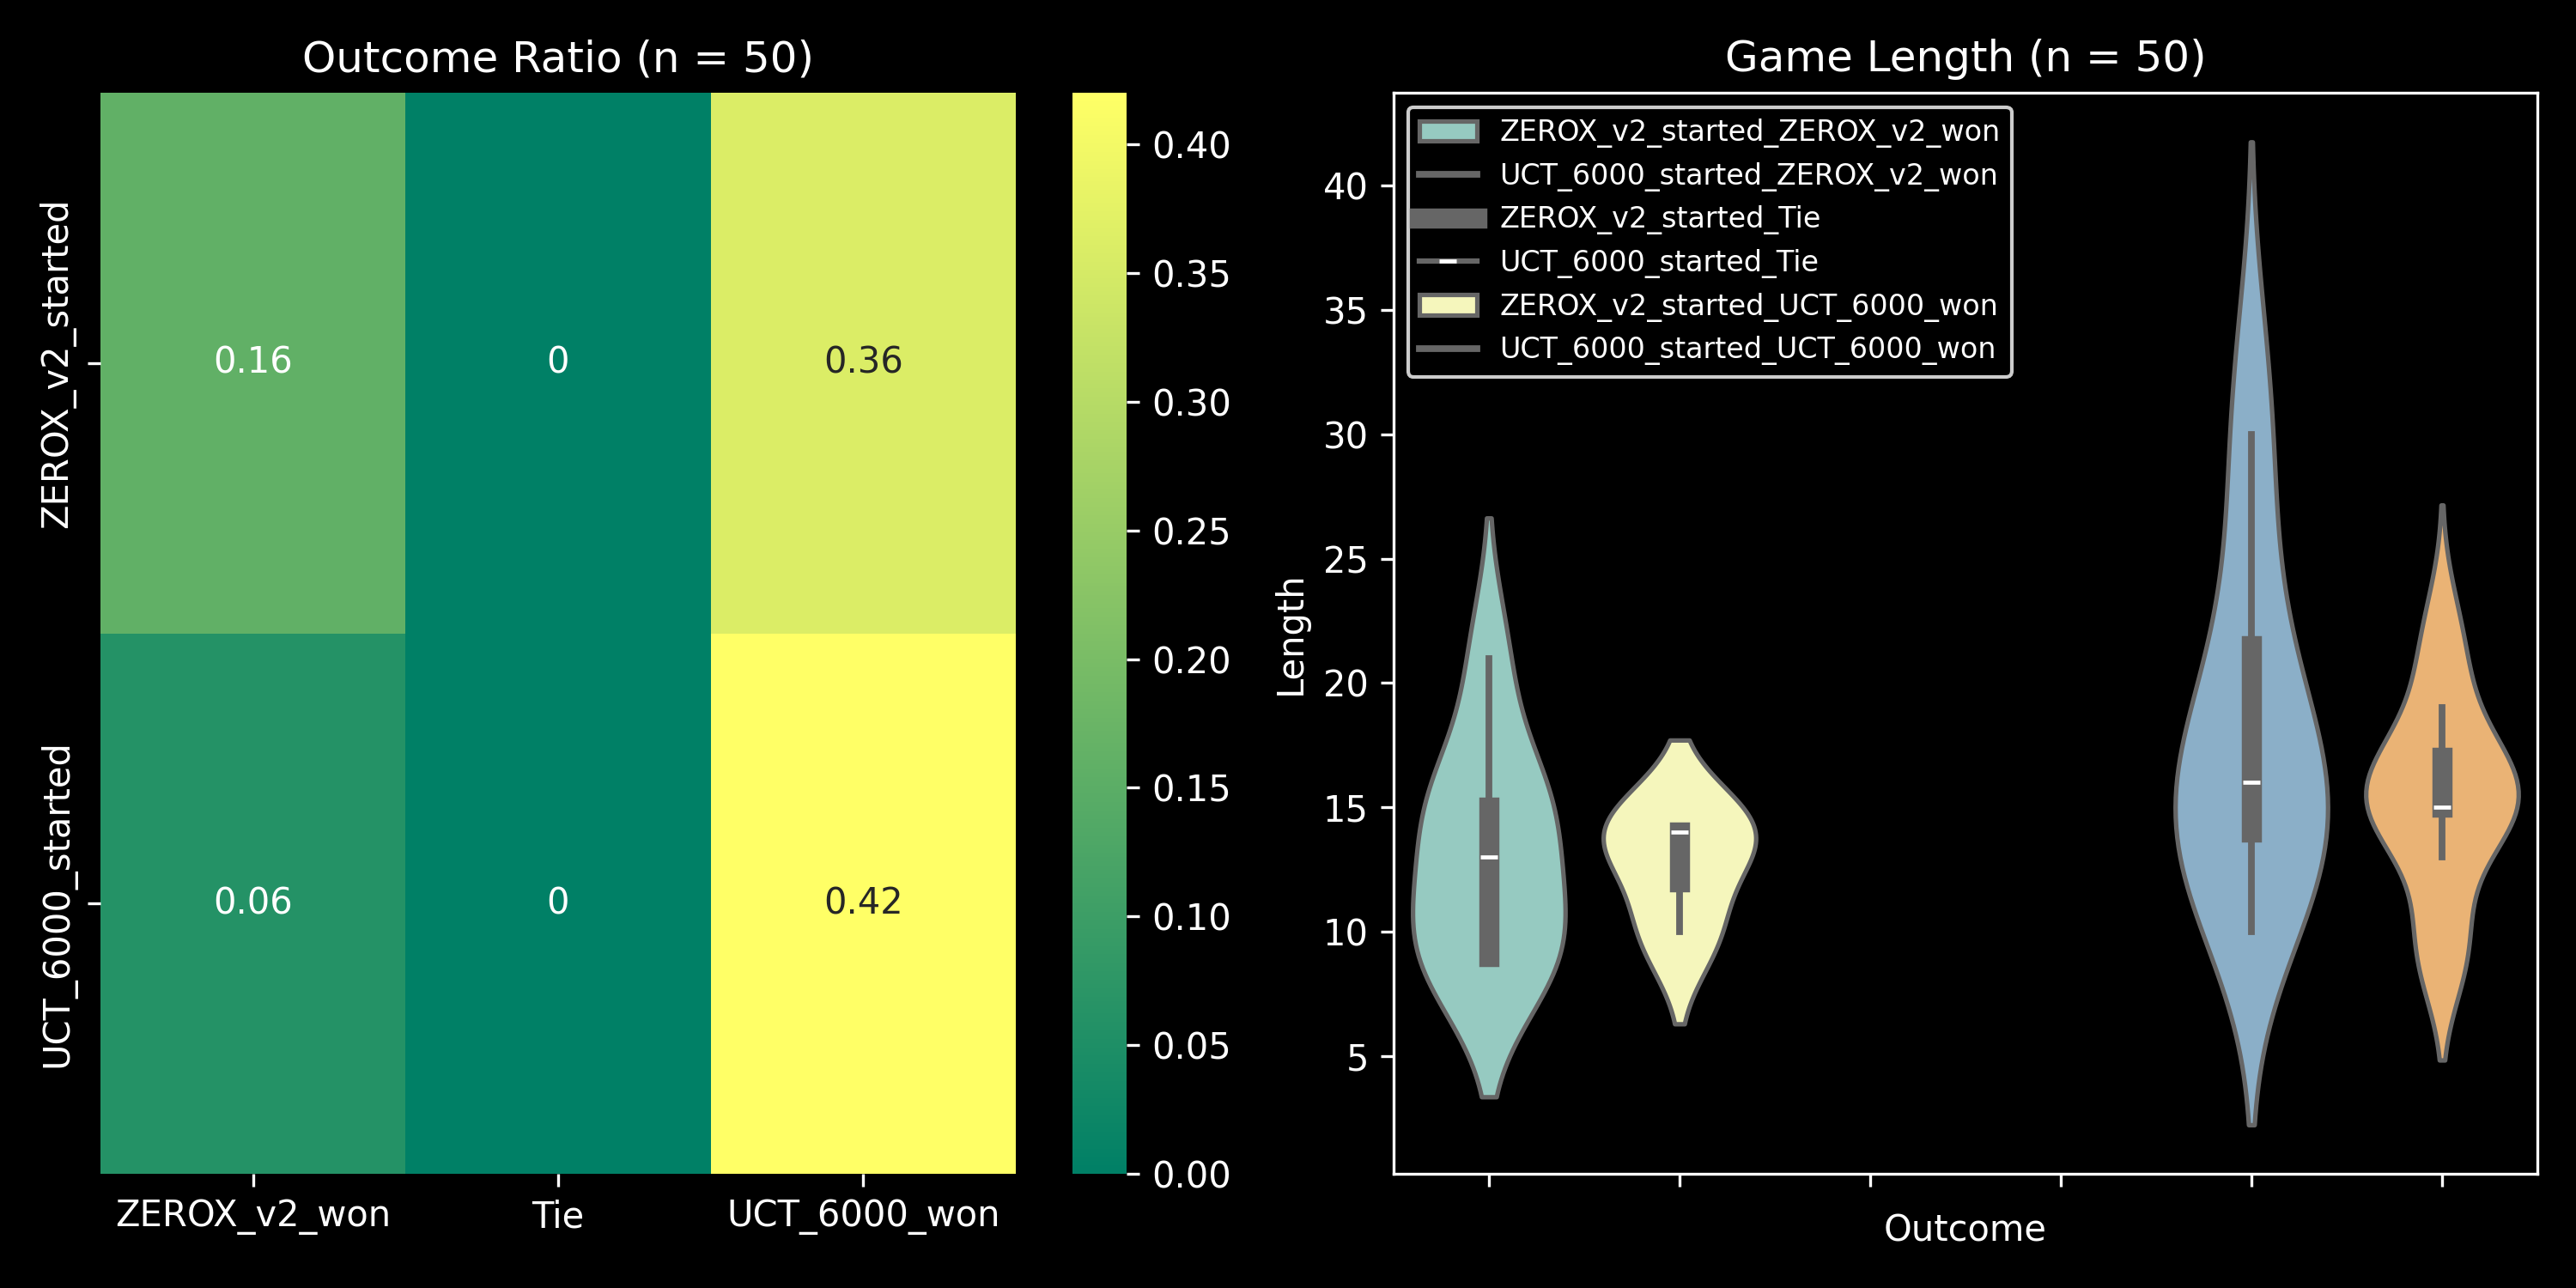 Outcome Ratio (n = 50)
ZEROX_v2_started
UCT_6000_started
0.16
0
0.36
0.06
0
0.42
ZEROX_v2_won
Tie
UCT_6000_won
0.40
0.35
0.30
0.25
0.20
0.15
0.10
0.05
0.00
Game Length (n = 50)
ZEROX_v2_started_ZEROX_v2_won
UCT_6000_started_ZEROX_v2_won
ZEROX_v2_started_Tie
UCT_6000_started_Tie
ZEROX_v2_started_UCT_6000_won
UCT_6000_started_UCT_6000_won
Length
40
35
30
25
20
15
10
5
Outcome